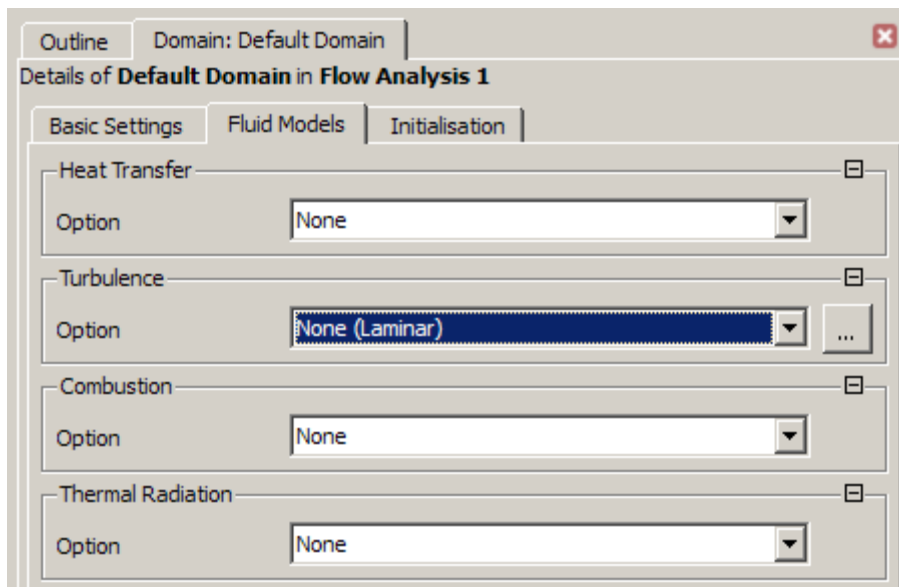 Outline Domain: Default Domain
Details of Default Domain in Flow Analysis 1
Basic Settings Fluid Models Initialisation
Heat Transfer
Option None
Turbulence
Option None (Laminar) ...
Combustion
Option None
Thermal Radiation
Option None